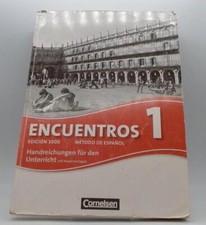 ENCUENTROS 1
EDICIÓN 3000 MÉTODO DE ESPAÑOL
Handreichungen für den
Unterricht
Cornelsen